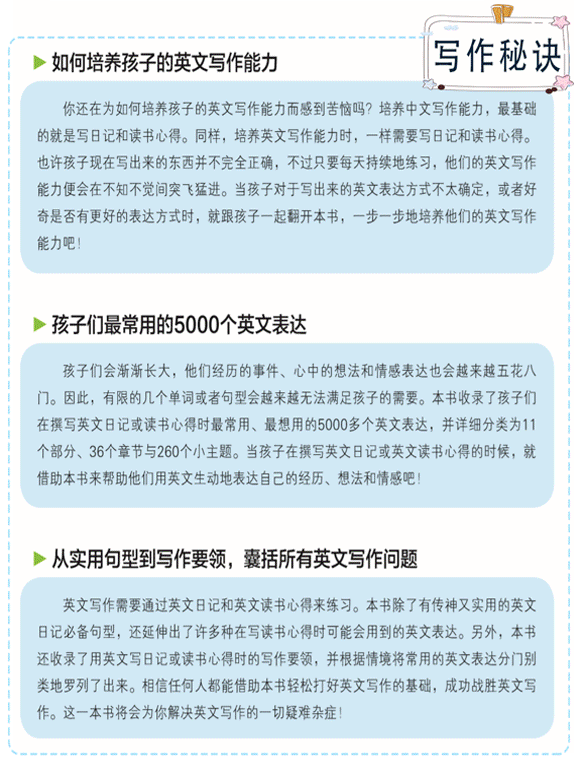 写作秘诀
如何培养孩子的英文写作能力
你还在为如何培养孩子的英文写作能力而感到苦恼吗？培养中文写作能力，最基础
的就是写日记和读书心得。同样，培养英文写作能力时，一样需要写日记和读书心得。
也许孩子现在写出来的东西并不完全正确，不过只要每天持续地练习，他们的英文写作
能力便会在不知不觉间突飞猛进。当孩子对于写出来的英文表达方式不太确定，或者好
奇是否有更好的表达方式时，就跟孩子一起翻开本书，一步一步地培养他们的英文写作
能力吧！
孩子们最常用的5000个英文表达
孩子们会渐渐长大，他们经历的事件、心中的想法和情感表达也会越来越五花八
门。因此，有限的几个单词或者句型会越来越无法满足孩子的需要。本书收录了孩子们
在撰写英文日记或读书心得时最常用、最想用的5000多个英文表达，并详细分类为11
个部分、36个章节与260个小主题。当孩子在撰写英文日记或英文读书心得的时候，就
借助本书来帮助他们用英文生动地表达自己的经历、想法和情感吧！
从实用句型到写作要领，囊括所有英文写作问题
英文写作需要通过英文日记和英文读书心得来练习。本书除了有传神又实用的英文
日记必备句型，还延伸出了许多种在写读书心得时可能会用到的英文表达。另外，本书
还收录了用英文写日记或读书心得时的写作要领，并根据情境将常用的英文表达分门别
类地罗列了出来。相信任何人都能借助本书轻松打好英文写作的基础，成功战胜英文写
作。这一本书将会为你解决英文写作的一切疑难杂症！